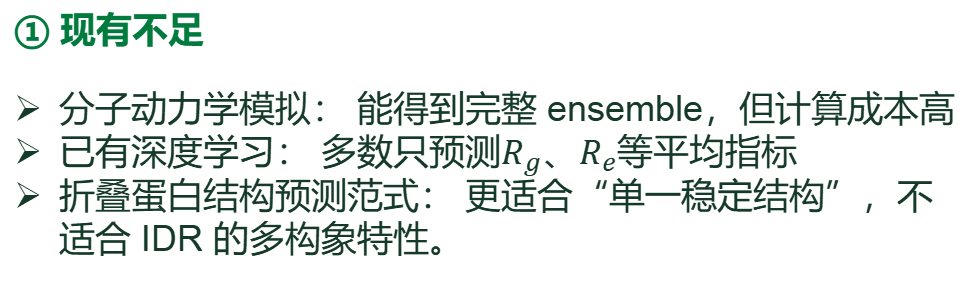 ① 现有不足
➢ 分子动力学模拟： 能得到完整 ensemble，但计算成本高
➢ 已有深度学习： 多数只预测R_g、R_e等平均指标
➢ 折叠蛋白结构预测范式： 更适合“单一稳定结构”，不
适合 IDR 的多构象特性。